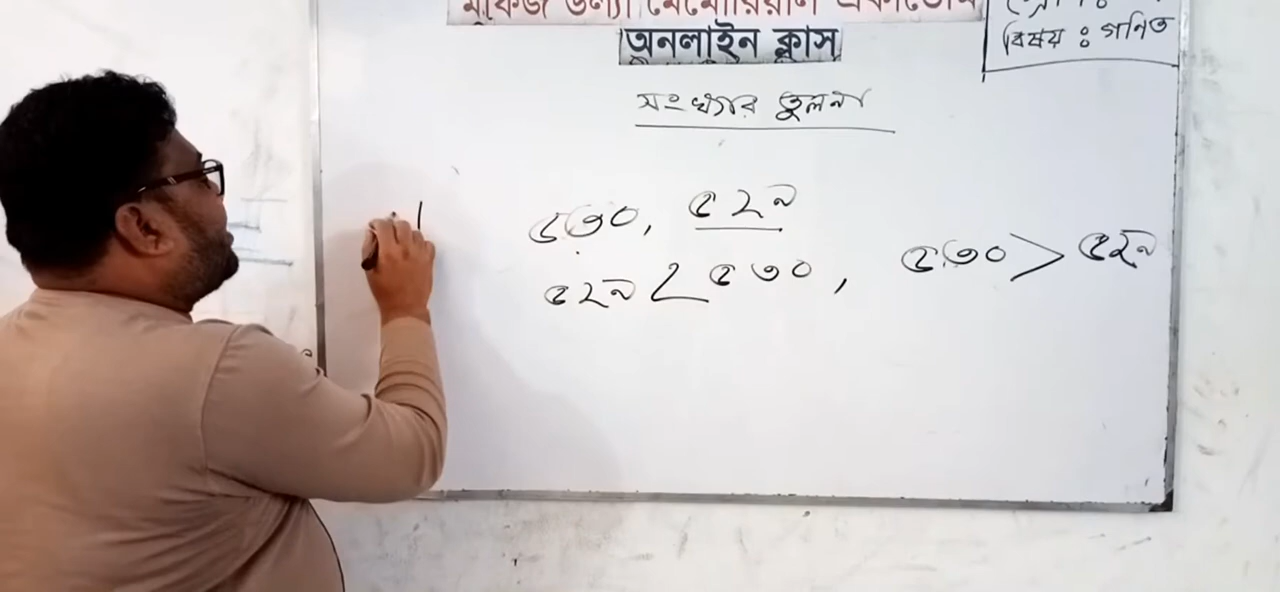 মেমোরিয়াল
অনলাইন ক্লাস
বিষয় : গনিত
সংখ্যার তুলনা
৫৩০, ৫২৯
৫২৯ < ৫৩০, ৫৩০ > ৫২৯